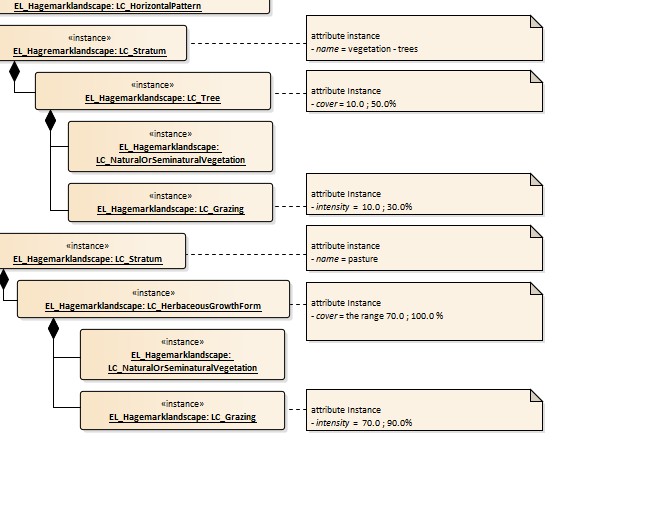 EL_Hagemarklandscape: LC_HorizontalPattern
«instance»
EL_Hagremarklandscape: LC_Stratum
attribute instance
- name = vegetation - trees
«instance»
EL_Hagemarklandscape: LC_Tree
attribute Instance
- cover = 10.0 ; 50.0%
«instance»
EL_Hagemarklandscape:
LC_NaturalOrSeminaturalVegetation
«instance»
EL_Hagemarklandscape: LC_Grazing
attribute Instance
- intensity = 10.0 ; 30.0%
«instance»
EL_Hagemarklandscape: LC_Stratum
attribute instance
- name = pasture
«instance»
EL_Hagemarklandscape: LC_HerbaceousGrowthForm
attribute Instance
- cover = the range 70.0 ; 100.0 %
«instance»
EL_Hagemarklandscape:
LC_NaturalOrSeminaturalVegetation
«instance»
EL_Hagemarklandscape: LC_Grazing
attribute Instance
- intensity = 70.0 ; 90.0%